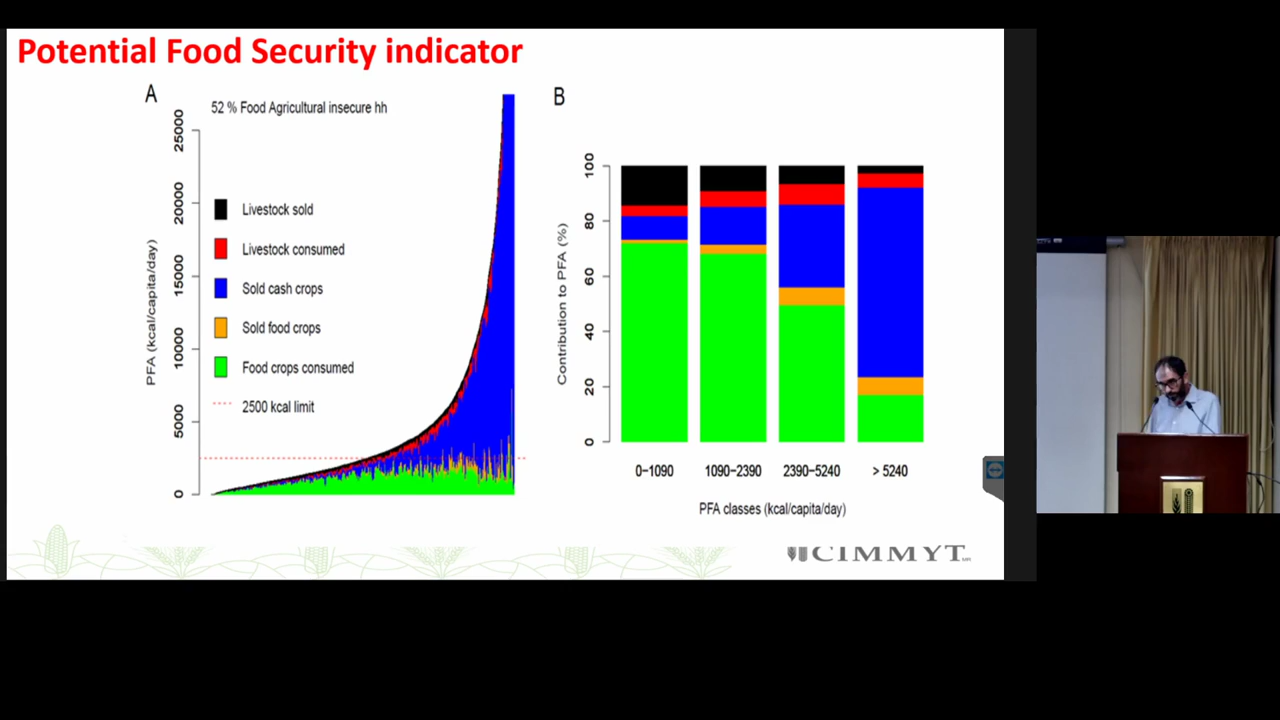 Potential Food Security indicator
A
52 % Food Agricultural insecure hh
PFA (kcal/capita/day)
25000
20000
15000
10000
5000
0
Livestock sold
Livestock consumed
Sold cash crops
Sold food crops
Food crops consumed
2500 kcal limit
B
Contribution to PFA (%)
100
80
60
40
20
0
0−1090
1090−2390
2390−5240
> 5240
PFA classes (kcal/capita/day)
CIMMYT